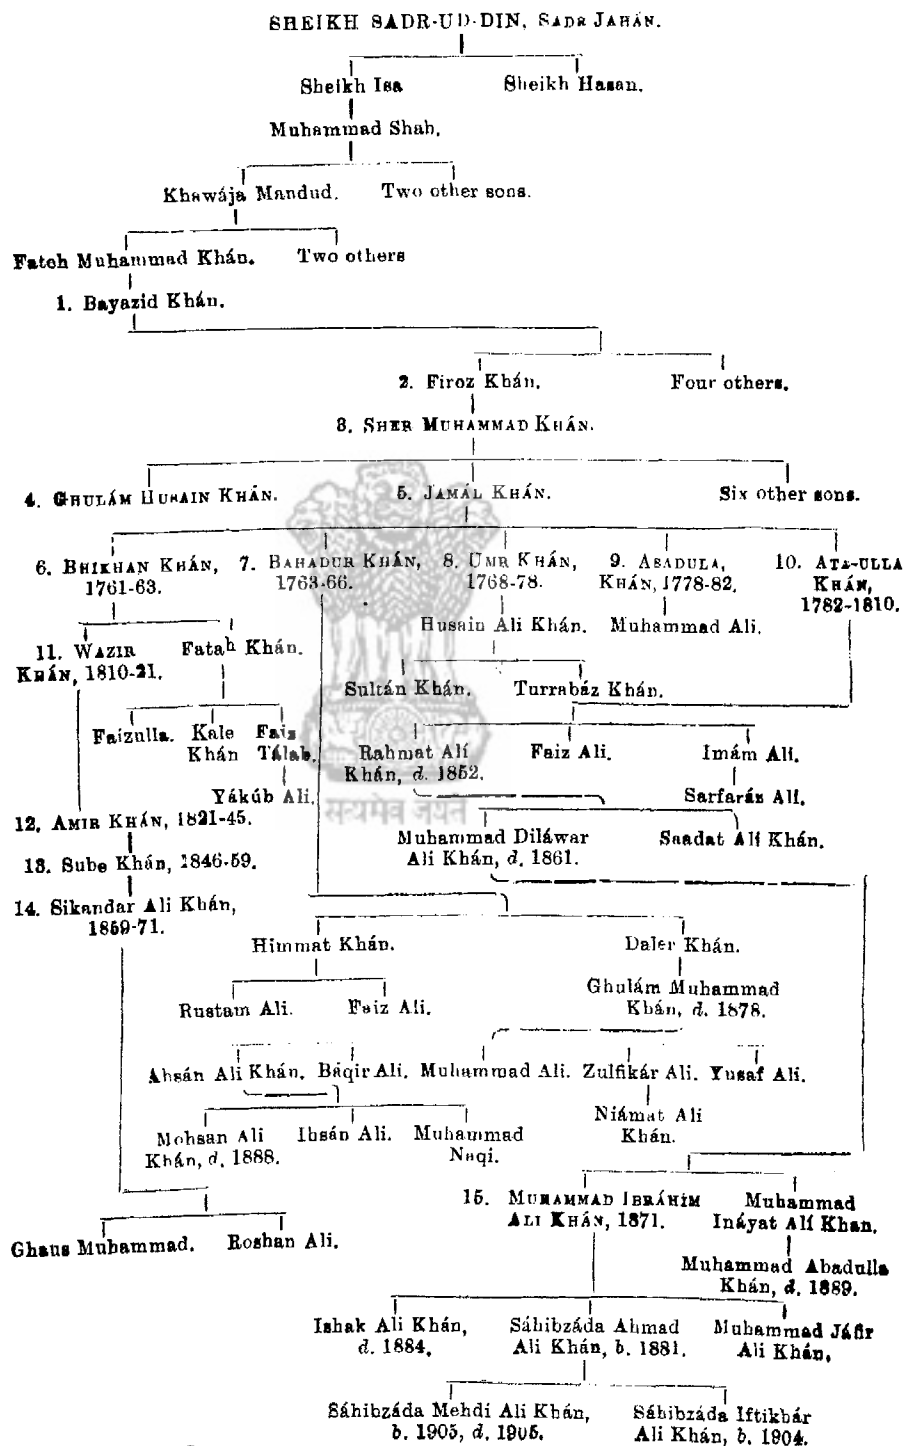 SHEIKH SADR-UD-DIN, SADR JAHÁN.
Sheikh Isa Sheikh Hasan.
Muhammad Shah.
Khawája Mandud. Two other sons.
Fateh Muhammad Khán. Two others
1. Bayazid Khán.
2. Firoz Khán. Four others.
3. SHER MUHAMMAD KHÁN.
4. GHULÁM HUSAIN KHÁN. 5. JAMÁL KHÁN. Six other sons.
6. BHIKHAN KHÁN, 7. BAHADUR KHÁN, 8. UMR KHÁN, 9. ASADULA, 10. ATA-ULLA
1761-63. 1763-66. 1768-78. KHÁN, 1778-82. KHÁN,
1782-1810.
Husain Ali Khán. Muhammad Ali.
11. WAZIR Fatah Khán.
KHÁN, 1810-21.
Sultán Khán. Turrabáz Khán.
Faizulla. Kale Faiz
Khán Tálab.
Rahmat Alí Faiz Ali. Imám Ali.
Khán, d. 1852.
Yákúb Ali. Sarfaráz Alí.
सत्यमेव जयते
12. AMIR KHÁN, 1821-45.
Muhammad Diláwar Saadat Alí Khán.
Ali Khán, d. 1861.
13. Sube Khán, 1846-59.
14. Sikandar Ali Khán,
1859-71.
Himmat Khán. Daler Khán.
Rustam Ali. Faiz Ali. Ghulám Muhammad
Khán, d. 1878.
Ahsán Ali Khán. Báqir Ali. Muhammad Ali. Zulfikár Ali. Yusaf Ali.
Mohsan Ali Ihsán Ali. Muhammad Niámat Ali
Khán, d. 1888. Naqi. Khán.
15. MUHAMMAD IBRÁHIM Muhammad
ALI KHÁN, 1871. Ináyat Alí Khan.
Ghaus Muhammad. Roshan Ali.
Muhammad Abadulla
Khán, d. 1889.
Ishak Ali Khán, Sáhibzáda Ahmad Muhammad Jáfir
d. 1884. Ali Khán, b. 1881. Ali Khán.
Sáhibzáda Mehdi Ali Khán, Sáhibzáda Iftikhár
b. 1905, d. 1905. Ali Khán, b. 1904.